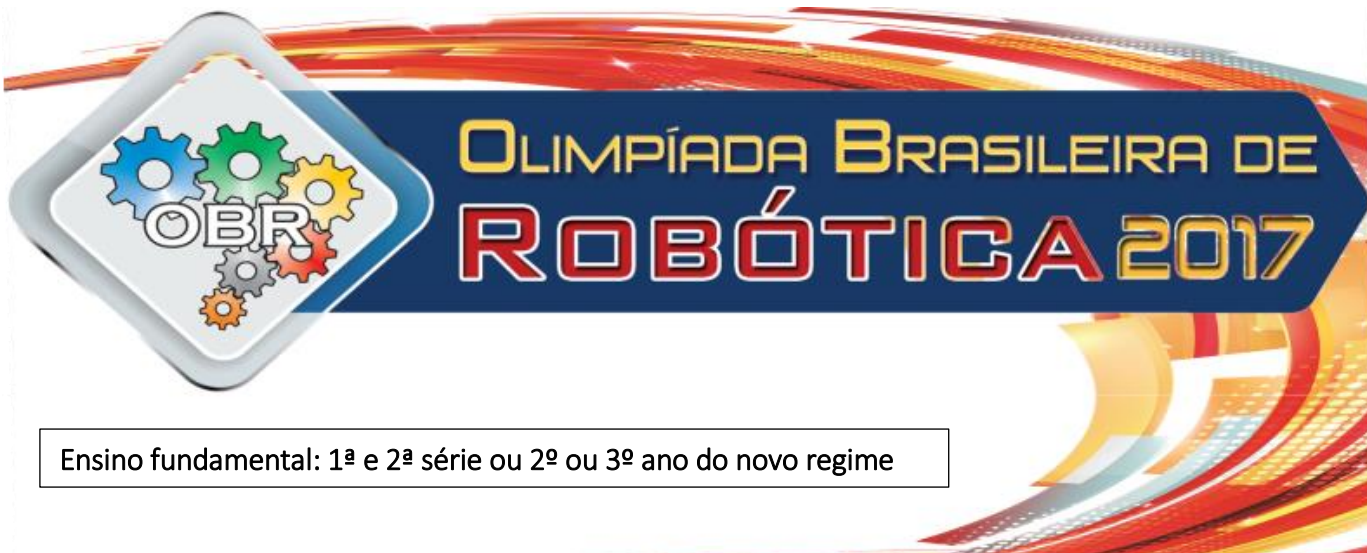 OBR
OLIMPÍADA BRASILEIRA DE
ROBÓTICA 2017
Ensino fundamental: 1ª e 2ª série ou 2º ou 3º ano do novo regime